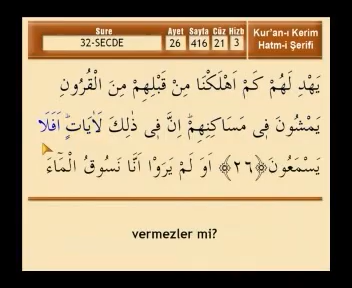 Sure Ayet Sayfa Cüz Hizb
32-SECDE 26 416 21 3
Kur'an-ı Kerim
Hatm-i Şerifi
يَهْدِ لَهُمْ كَمْ اَهْلَكْنَا مِنْ قَبْلِهِمْ مِنَ الْقُرُونِ
يَمْشُونَ فٖى مَسَاكِنِهِمْ اِنَّ فٖى ذٰلِكَ لَاٰيَاتٍ اَفَلَا
يَسْمَعُونَ ﴿٢٦﴾ اَوَ لَمْ يَرَوْا اَنَّا نَسُوقُ الْمَٓاءَ
vermezler mi?